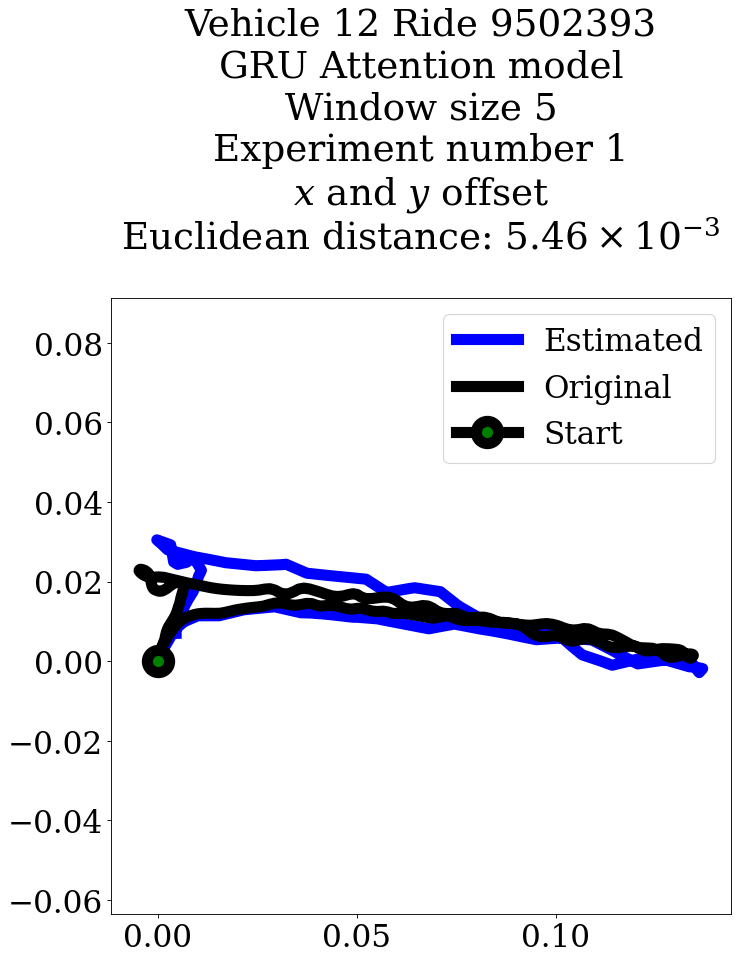 Vehicle 12 Ride 9502393
GRU Attention model
Window size 5
Experiment number 1
x and y offset
Euclidean distance: 5.46 × 10⁻³
Estimated
Original
Start
0.08
0.06
0.04
0.02
0.00
−0.02
−0.04
−0.06
0.00 0.05 0.10